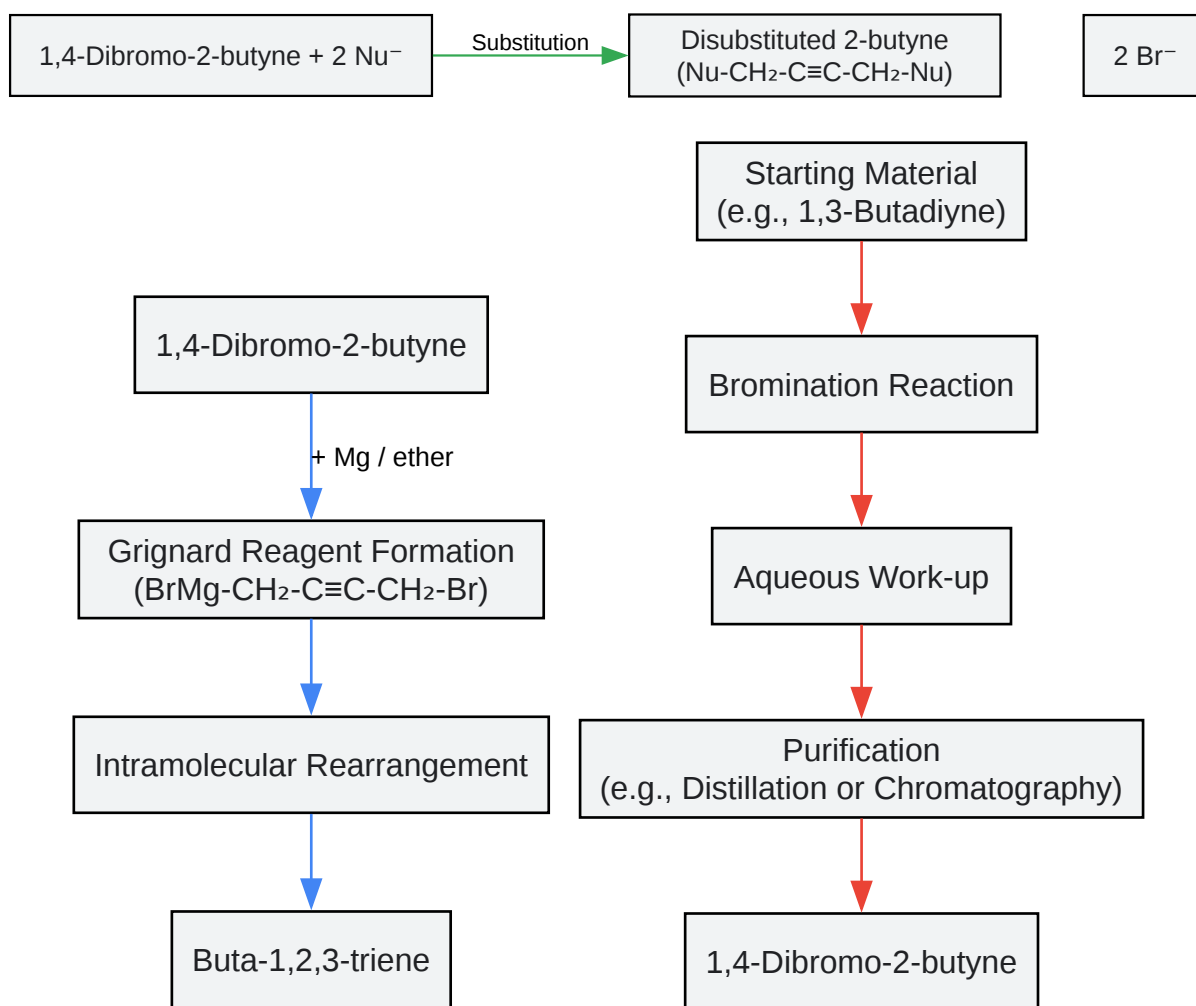 1,4-Dibromo-2-butyne + 2 Nu⁻
Substitution
Disubstituted 2-butyne
(Nu-CH₂-C≡C-CH₂-Nu)
2 Br⁻
Starting Material
(e.g., 1,3-Butadiyne)
Bromination Reaction
Aqueous Work-up
Purification
(e.g., Distillation or Chromatography)
1,4-Dibromo-2-butyne
1,4-Dibromo-2-butyne
+ Mg / ether
Grignard Reagent Formation
(BrMg-CH₂-C≡C-CH₂-Br)
Intramolecular Rearrangement
Buta-1,2,3-triene